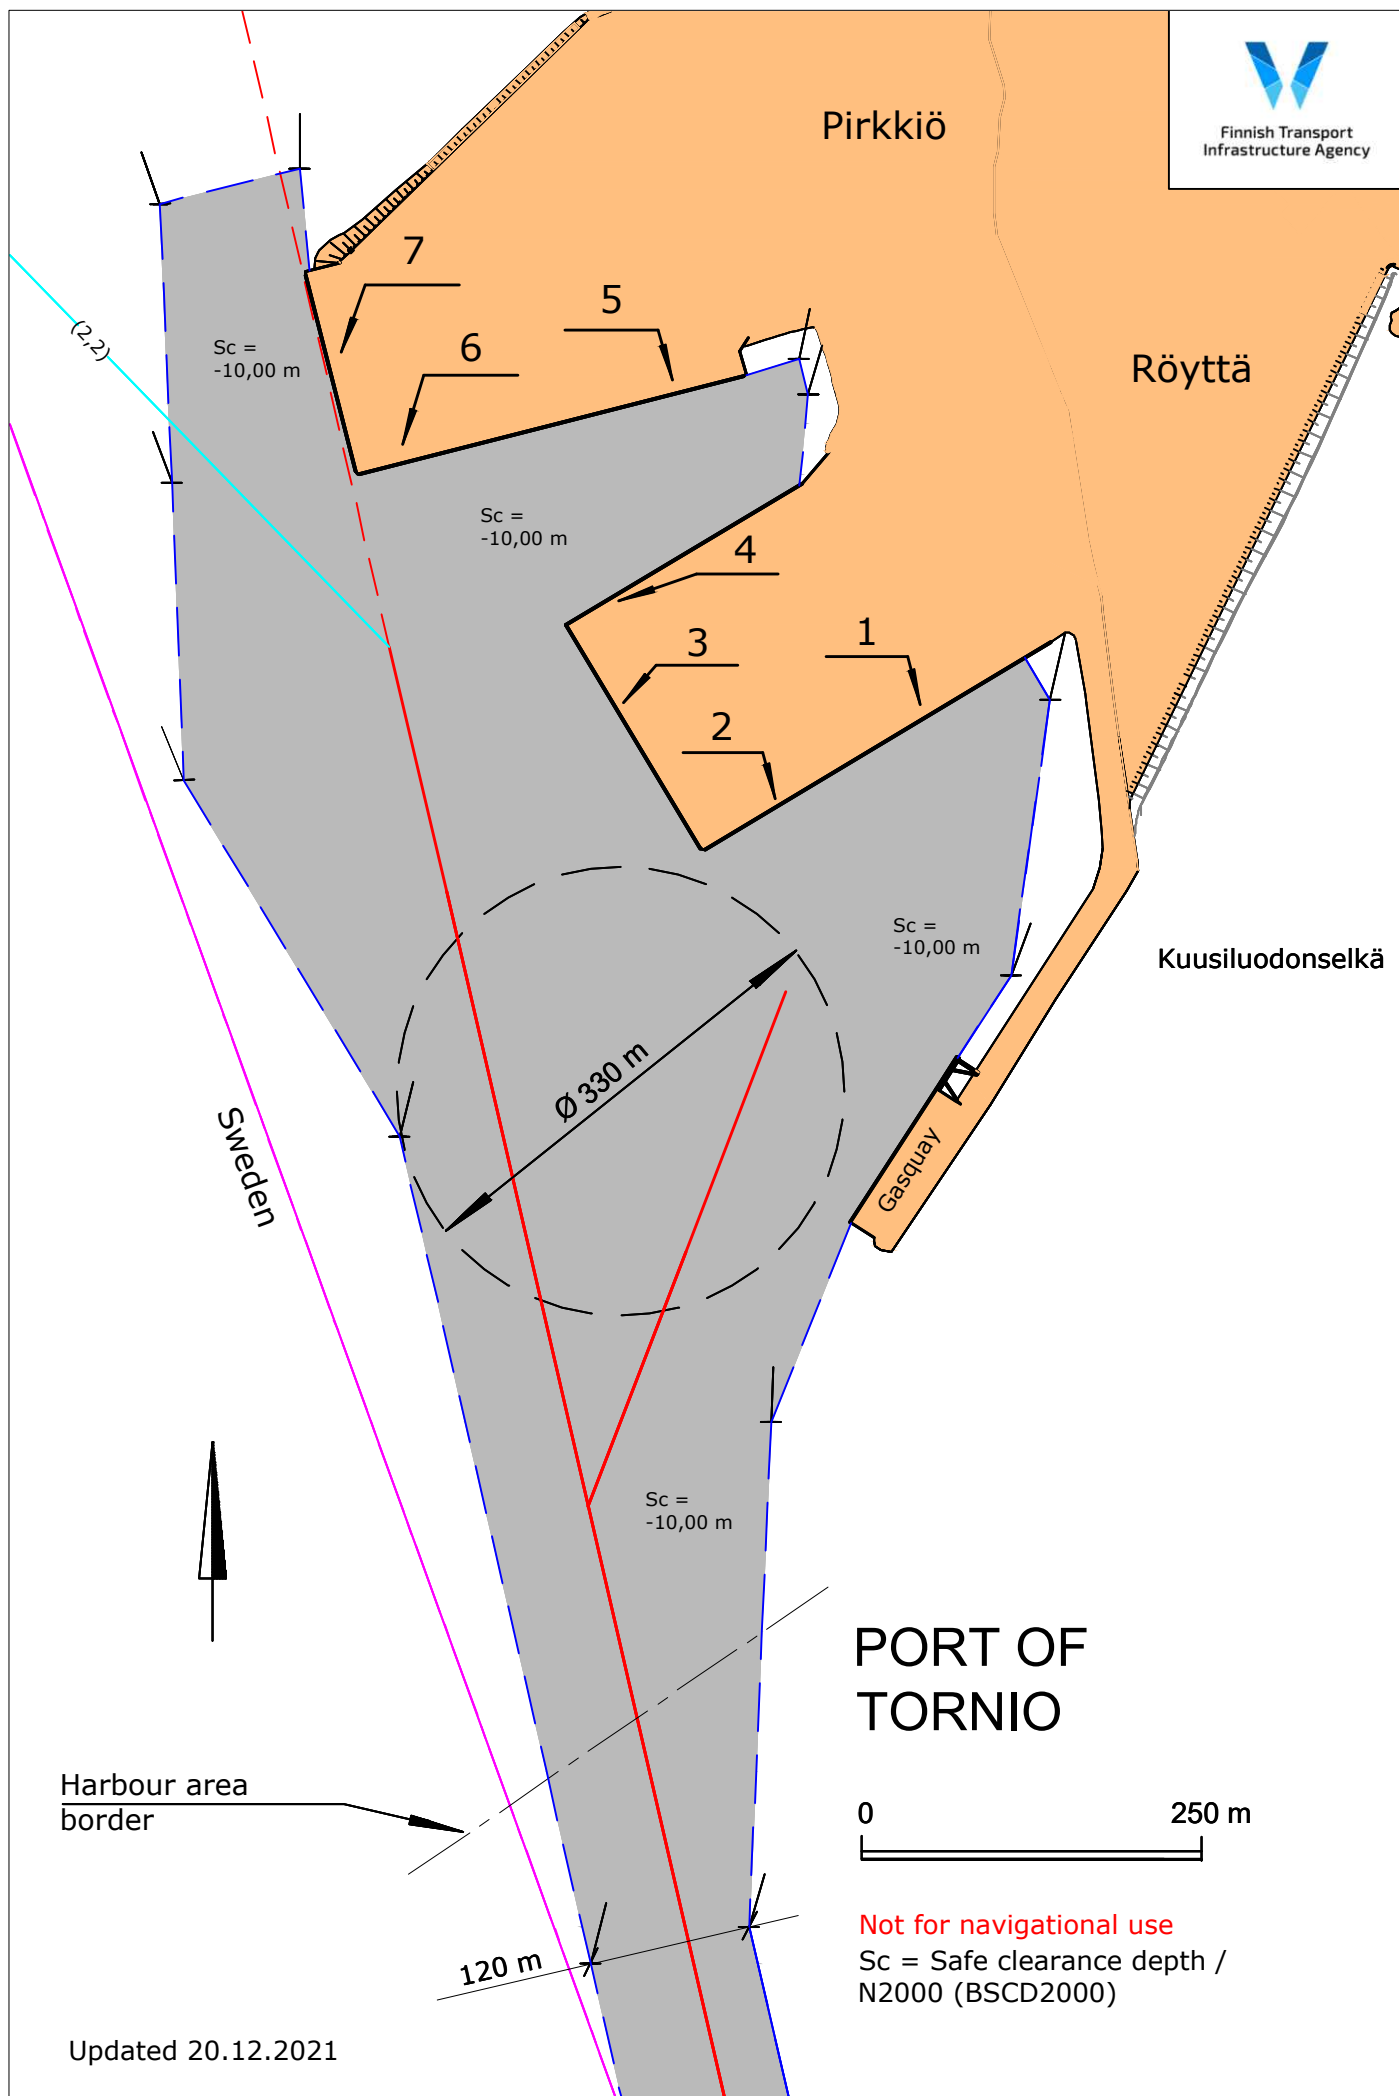 Pirkkiö
Finnish Transport
Infrastructure Agency
7
5
6
(2,2)
Sc =
-10,00 m
Röyttä
Sc =
-10,00 m
4
3
1
2
Sc =
-10,00 m
Kuusiluodonselkä
Ø 330 m
Sweden
Gasquay
Sc =
-10,00 m
PORT OF
TORNIO
Harbour area
border
0 250 m
Not for navigational use
Sc = Safe clearance depth /
N2000 (BSCD2000)
120 m
Updated 20.12.2021